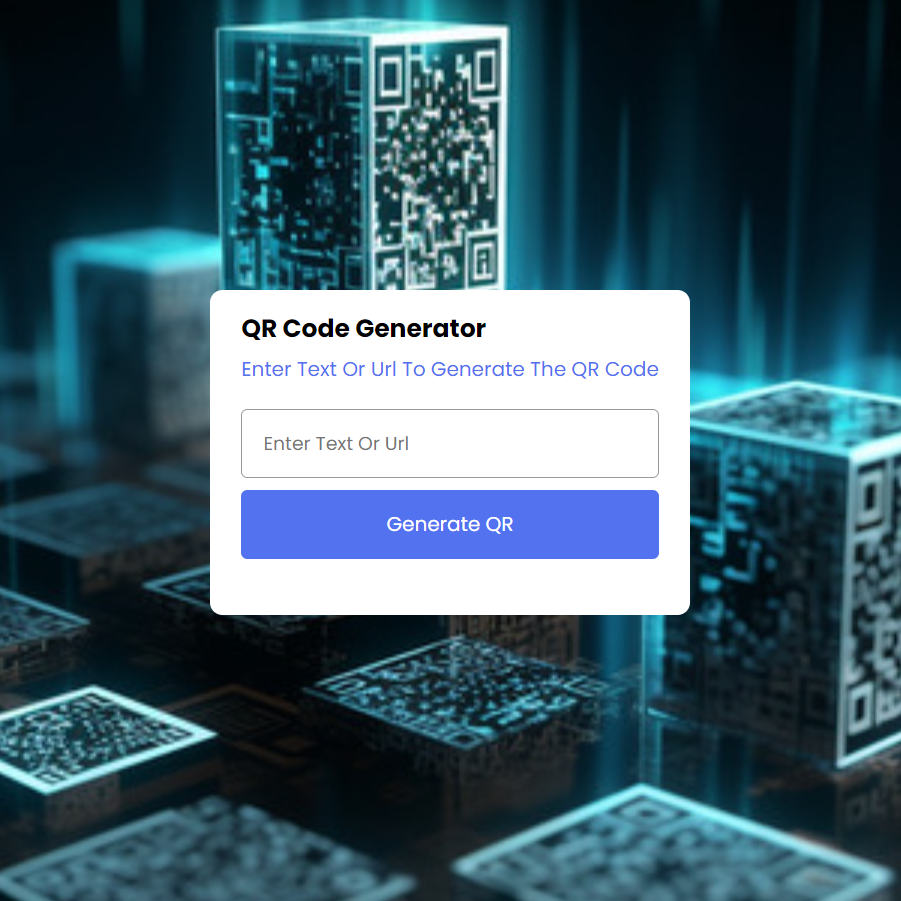 QR Code Generator
Enter Text Or Url To Generate The QR Code
Enter Text Or Url
Generate QR